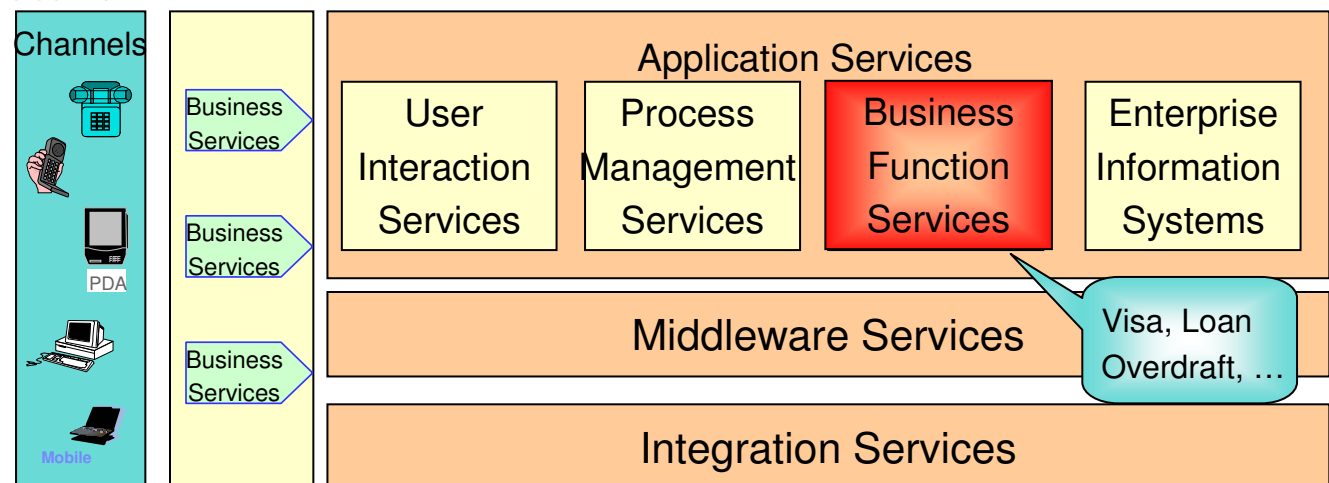 Channels
PDA
Mobile
Business
Services
Business
Services
Business
Services
Application Services
User
Interaction
Services
Process
Management
Services
Business
Function
Services
Enterprise
Information
Systems
Visa, Loan
Overdraft, …
Middleware Services
Integration Services